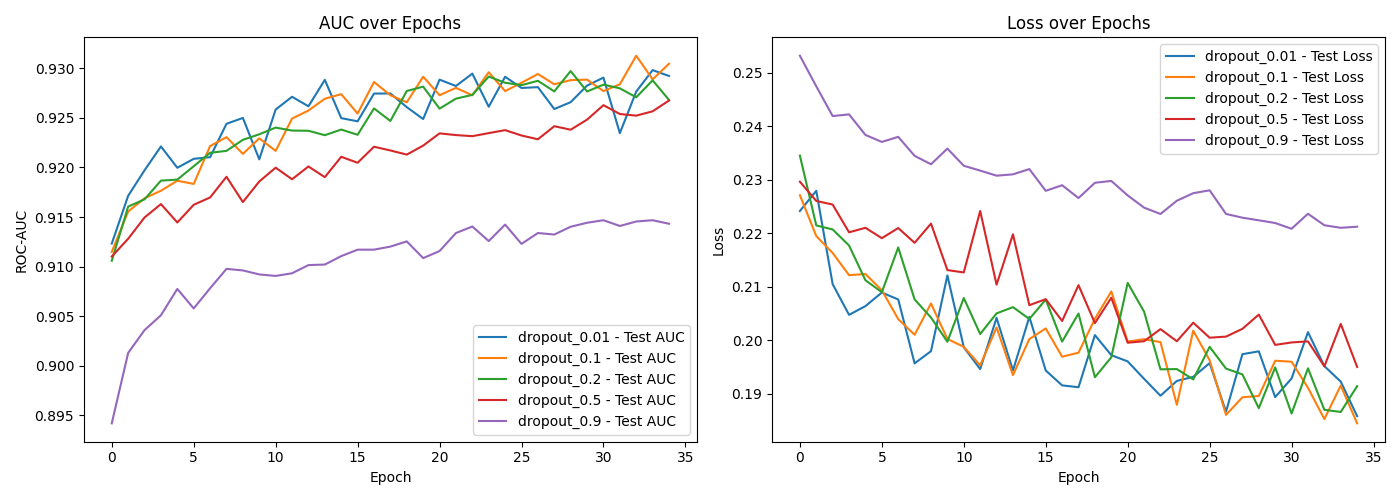 AUC over Epochs
ROC-AUC
0.930
0.925
0.920
0.915
0.910
0.905
0.900
0.895
dropout_0.01 - Test AUC
dropout_0.1 - Test AUC
dropout_0.2 - Test AUC
dropout_0.5 - Test AUC
dropout_0.9 - Test AUC
0 5 10 15 20 25 30 35
Epoch
Loss over Epochs
Loss
0.25
0.24
0.23
0.22
0.21
0.20
0.19
dropout_0.01 - Test Loss
dropout_0.1 - Test Loss
dropout_0.2 - Test Loss
dropout_0.5 - Test Loss
dropout_0.9 - Test Loss
0 5 10 15 20 25 30 35
Epoch